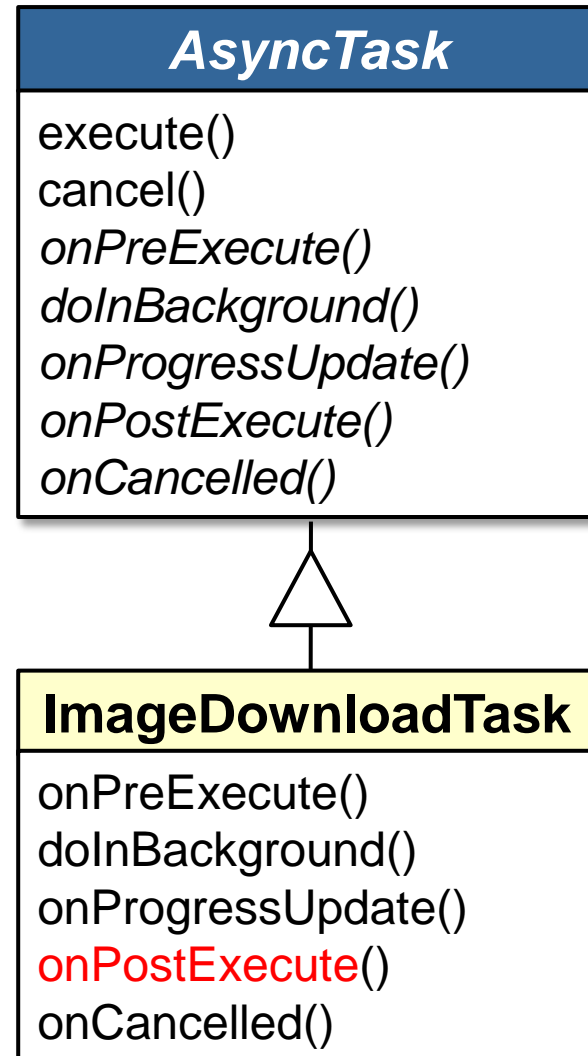 AsyncTask
execute()
cancel()
onPreExecute()
doInBackground()
onProgressUpdate()
onPostExecute()
onCancelled()
ImageDownloadTask
onPreExecute()
doInBackground()
onProgressUpdate()
onPostExecute()
onCancelled()